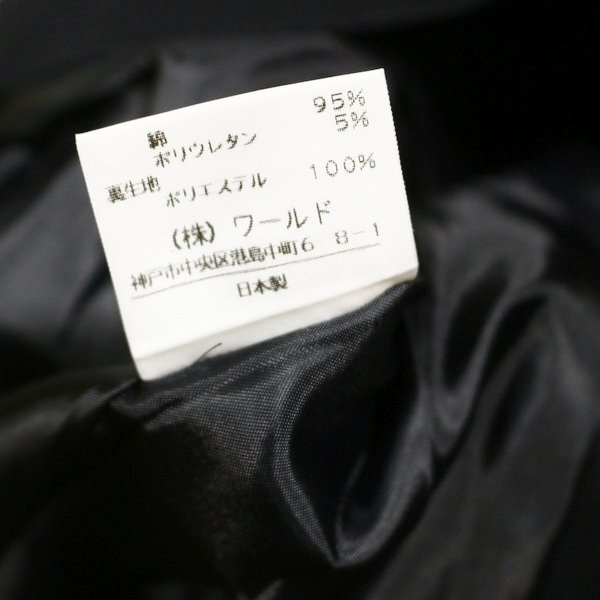 綿 95%
ポリウレタン 5%
裏生地 ポリエステル 100%
(株) ワールド
神戸市中央区港島中町6-8-1
日本製